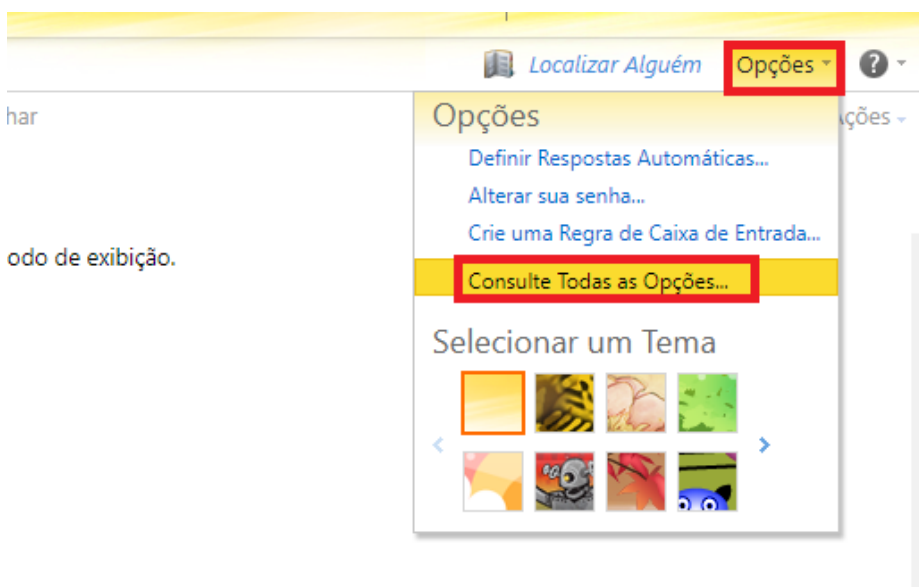 Localizar Alguém Opções
har
Opções
ções
Definir Respostas Automáticas...
Alterar sua senha...
Crie uma Regra de Caixa de Entrada...
odo de exibição.
Consulte Todas as Opções...
Selecionar um Tema